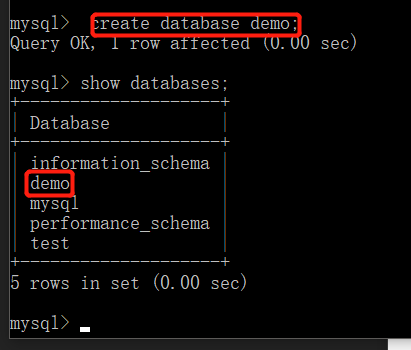 mysql>  create database demo;
Query OK, 1 row affected (0.00 sec)
mysql> show databases;
+--------------------+
| Database           |
+--------------------+
| information_schema |
| demo               |
| mysql              |
| performance_schema |
| test               |
+--------------------+
5 rows in set (0.00 sec)
mysql>